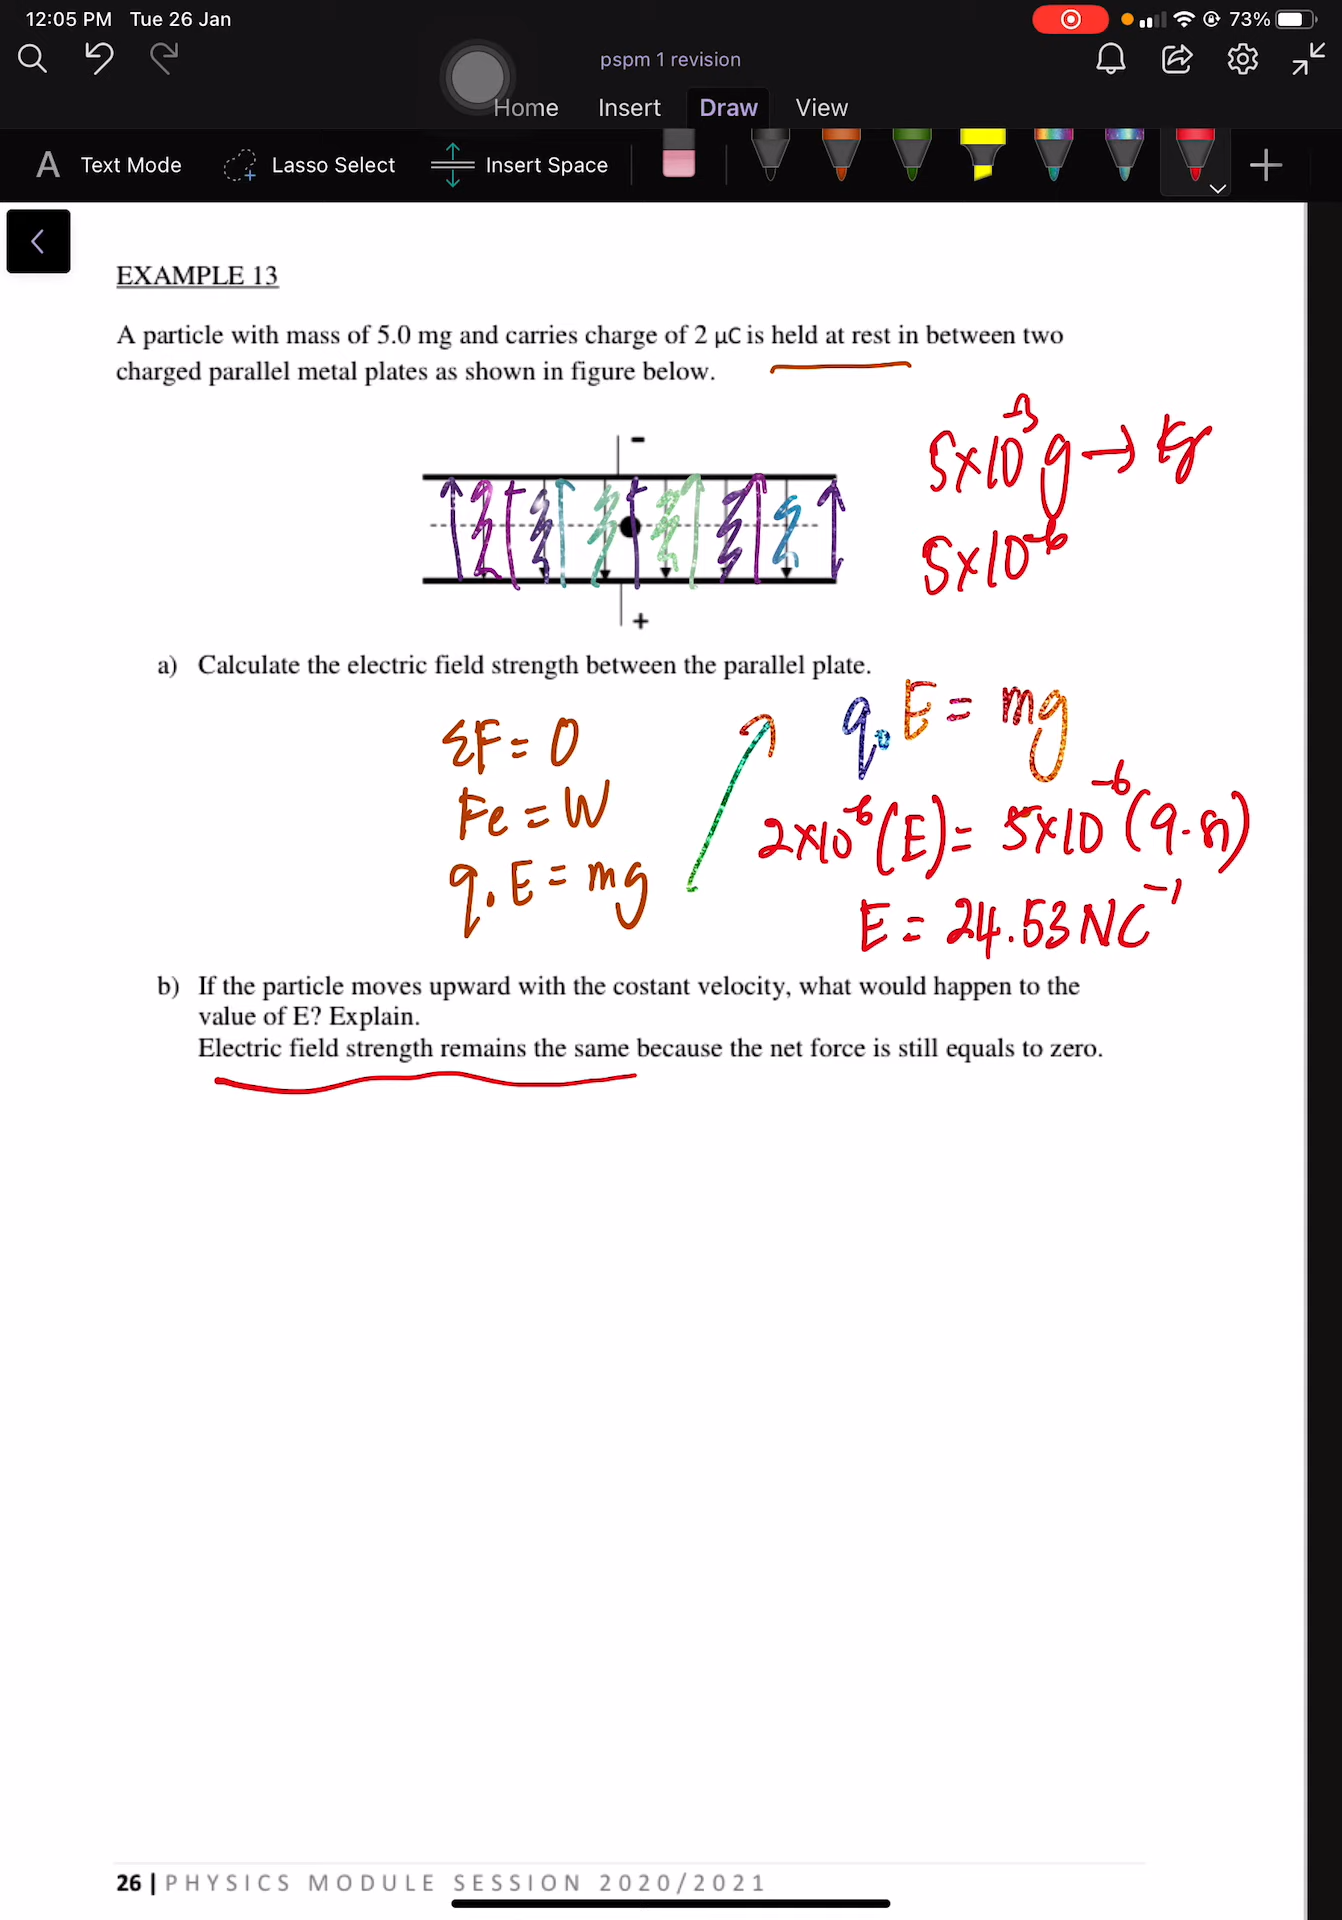 12:05 PM Tue 26 Jan
73%
pspm 1 revision
Home Insert Draw View
A Text Mode Lasso Select Insert Space
EXAMPLE 13
A particle with mass of 5.0 mg and carries charge of 2 μC is held at rest in between two
charged parallel metal plates as shown in figure below.
-
+
5×10⁻³g → kg
5×10⁻⁶
a) Calculate the electric field strength between the parallel plate.
ΣF = 0
Fe = W
q₀E = mg
q₀E = mg
2×10⁻⁶(E) = 5×10⁻⁶(9.81)
E = 24.53 NC⁻¹
b) If the particle moves upward with the costant velocity, what would happen to the
value of E? Explain.
Electric field strength remains the same because the net force is still equals to zero.
26 | PHYSICS MODULE SESSION 2020/2021